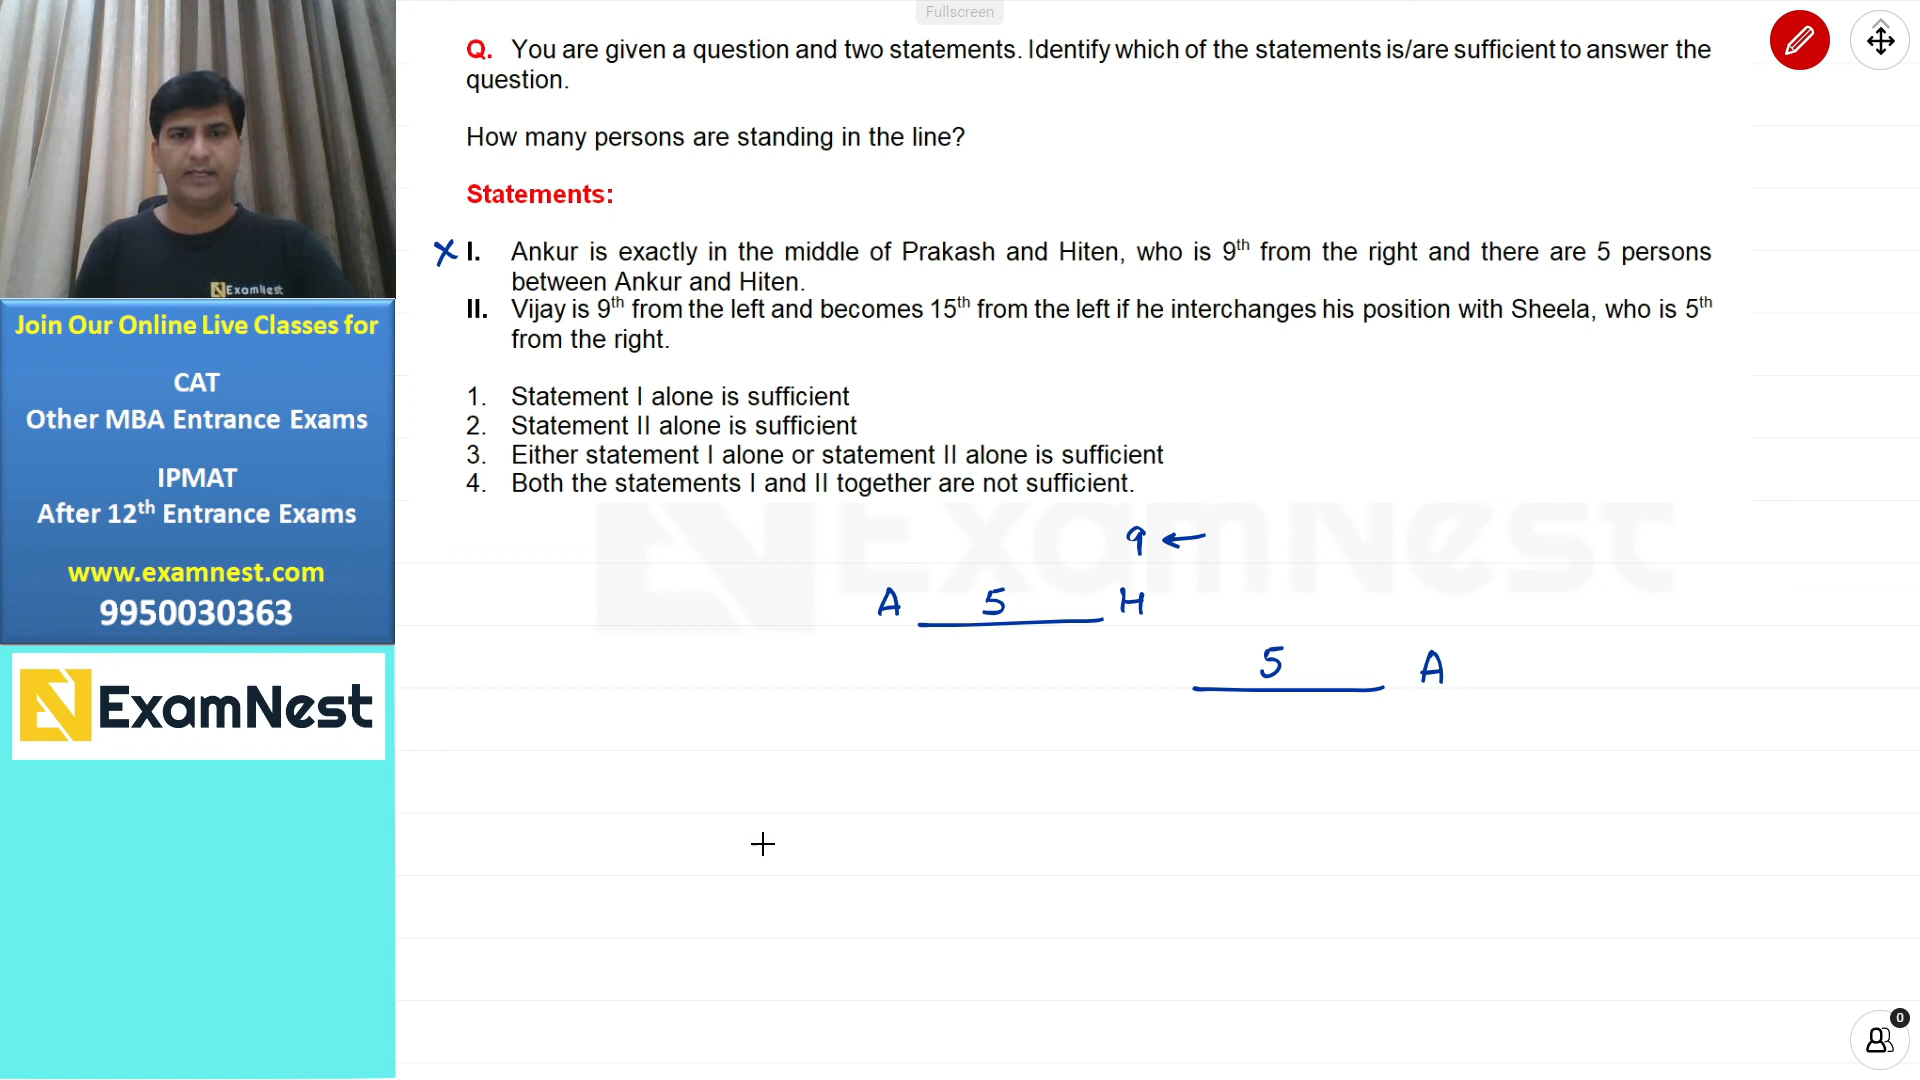 Fullscreen
Q. You are given a question and two statements. Identify which of the statements is/are sufficient to answer the
question.
How many persons are standing in the line?
Statements:
X I. Ankur is exactly in the middle of Prakash and Hiten, who is 9th from the right and there are 5 persons
between Ankur and Hiten.
II. Vijay is 9th from the left and becomes 15th from the left if he interchanges his position with Sheela, who is 5th
from the right.
1. Statement I alone is sufficient
2. Statement II alone is sufficient
3. Either statement I alone or statement II alone is sufficient
4. Both the statements I and II together are not sufficient.
9 ←
A 5 H
5 A
ExamNest
ExamNest
Join Our Online Live Classes for
CAT
Other MBA Entrance Exams
IPMAT
After 12th Entrance Exams
www.examnest.com
9950030363
ExamNest
0